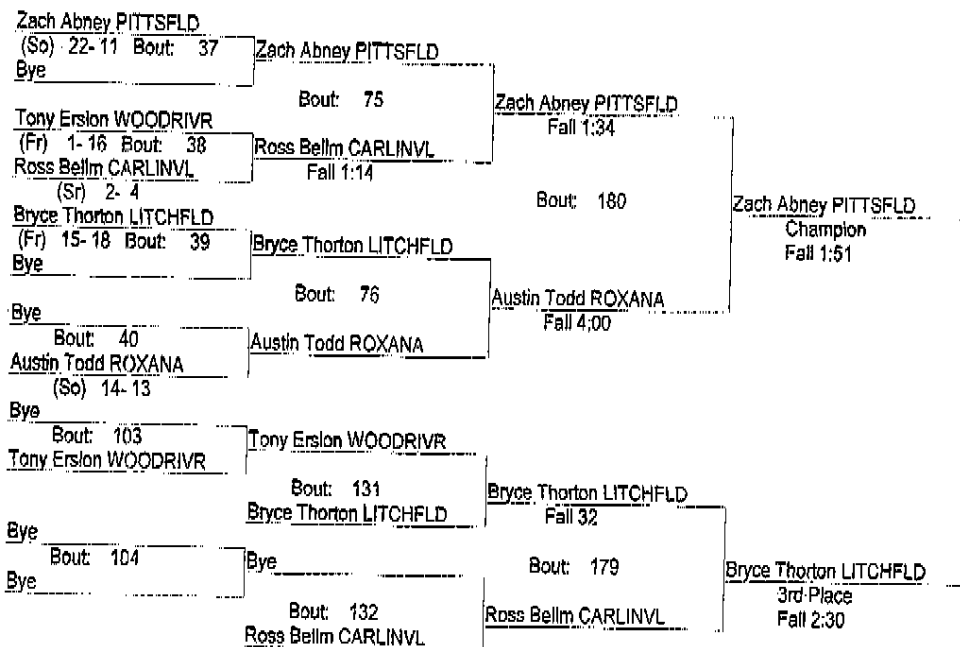 Zach Abney PITTSFLD
(So) 22- 11 Bout: 37
Bye
Zach Abney PITTSFLD
Bout: 75
Tony Ersion WOODRIVR
(Fr) 1- 16 Bout: 38
Ross Bellm CARLINVL
(Sr) 2- 4
Ross Bellm CARLINVL
Fall 1:14
Zach Abney PITTSFLD
Fall 1:34
Bout: 180
Zach Abney PITTSFLD
Champion
Fall 1:51
Bryce Thorton LITCHFLD
(Fr) 15- 18 Bout: 39
Bye
Bryce Thorton LITCHFLD
Bout: 76
Bye
Bout: 40
Austin Todd ROXANA
(So) 14- 13
Austin Todd ROXANA
Austin Todd ROXANA
Fall 4:00
Bye
Bout: 103
Tony Ersion WOODRIVR
Tony Ersion WOODRIVR
Bout: 131
Bryce Thorton LITCHFLD
Bryce Thorton LITCHFLD
Fall 32
Bye
Bout: 104
Bye
Bye
Bout: 132
Ross Bellm CARLINVL
Bout: 179
Ross Bellm CARLINVL
Bryce Thorton LITCHFLD
3rd Place
Fall 2:30